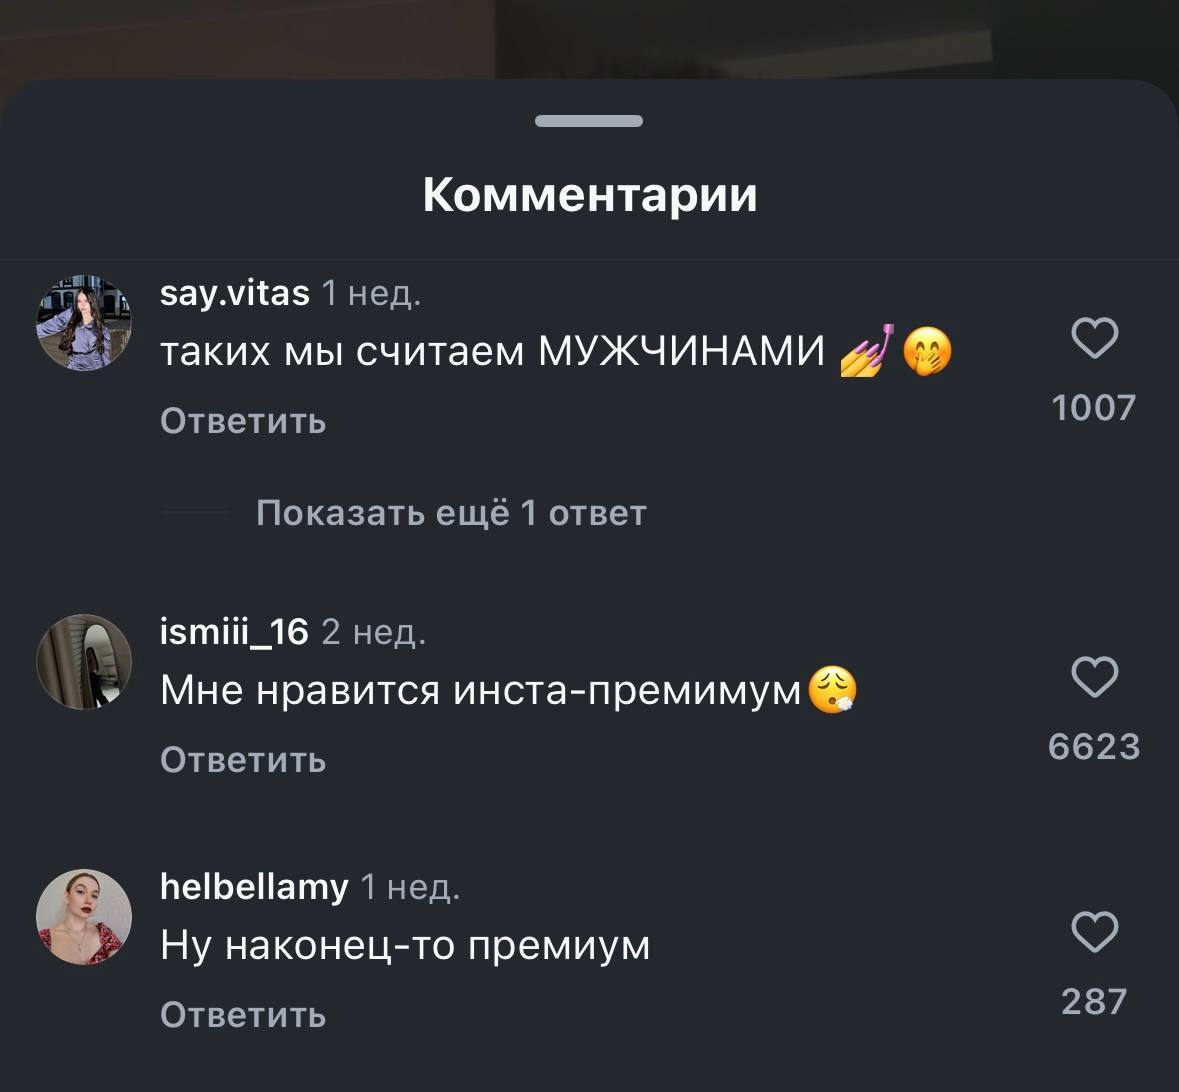 Комментарии
say.vitas 1 нед.
таких мы считаем МУЖЧИНАМИ 💅🤭
1007
Ответить
Показать ещё 1 ответ
ismiii_16 2 нед.
Мне нравится инста-премимум😮‍💨
6623
Ответить
helbellamy 1 нед.
Ну наконец-то премиум
287
Ответить